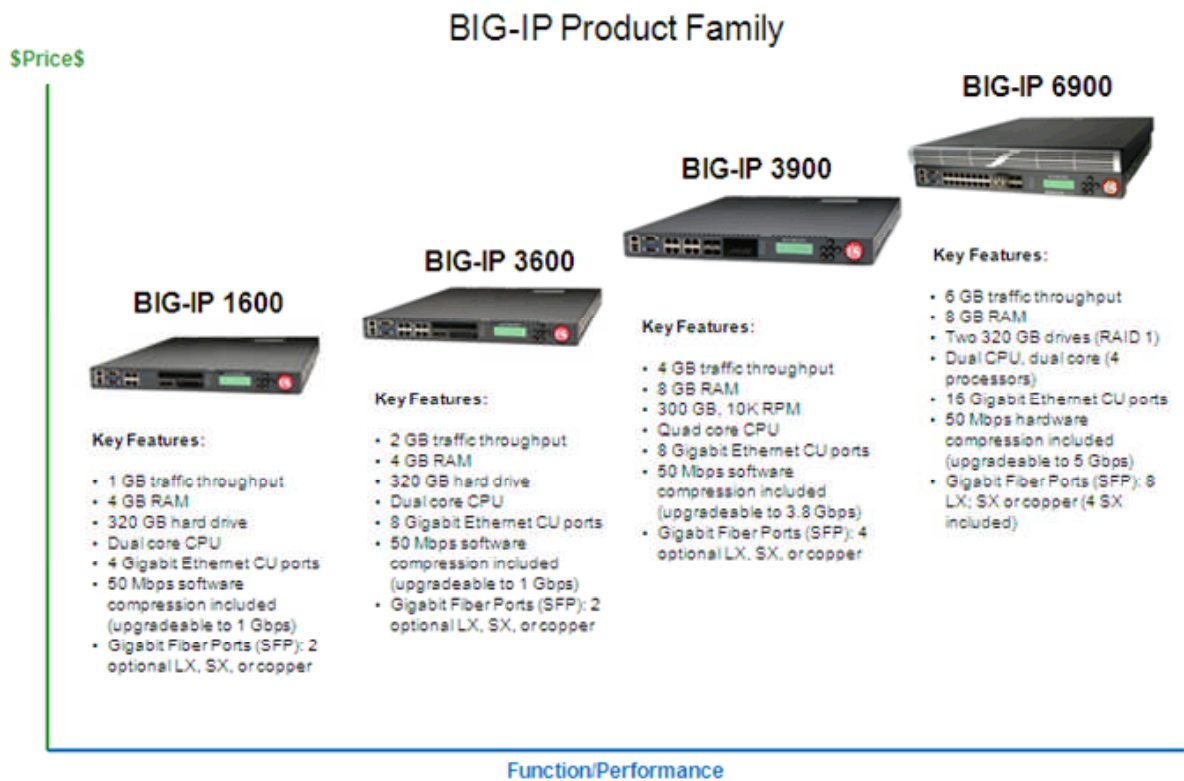 BIG-IP Product Family
$Price$
BIG-IP 1600
Key Features:
• 1 GB traffic throughput
• 4 GB RAM
• 320 GB hard drive
• Dual core CPU
• 4 Gigabit Ethernet CU ports
• 50 Mbps software
compression included
(upgradeable to 1 Gbps)
• Gigabit Fiber Ports (SFP): 2
optional LX, SX, or copper
BIG-IP 3600
Key Features:
• 2 GB traffic throughput
• 4 GB RAM
• 320 GB hard drive
• Dual core CPU
• 8 Gigabit Ethernet CU ports
• 50 Mbps software
compression included
(upgradeable to 1 Gbps)
• Gigabit Fiber Ports (SFP): 2
optional LX, SX, or copper
BIG-IP 3900
Key Features:
• 4 GB traffic throughput
• 8 GB RAM
• 300 GB, 10K RPM
• Quad core CPU
• 8 Gigabit Ethernet CU ports
• 50 Mbps software
compression included
(upgradeable to 3.8 Gbps)
• Gigabit Fiber Ports (SFP): 4
optional LX, SX, or copper
BIG-IP 6900
Key Features:
• 6 GB traffic throughput
• 8 GB RAM
• Two 320 GB drives (RAID 1)
• Dual CPU, dual core (4
processors)
• 16 Gigabit Ethernet CU ports
• 50 Mbps hardware
compression included
(upgradeable to 5 Gbps)
• Gigabit Fiber Ports (SFP): 8
LX; SX or copper (4 SX
included)
Function/Performance